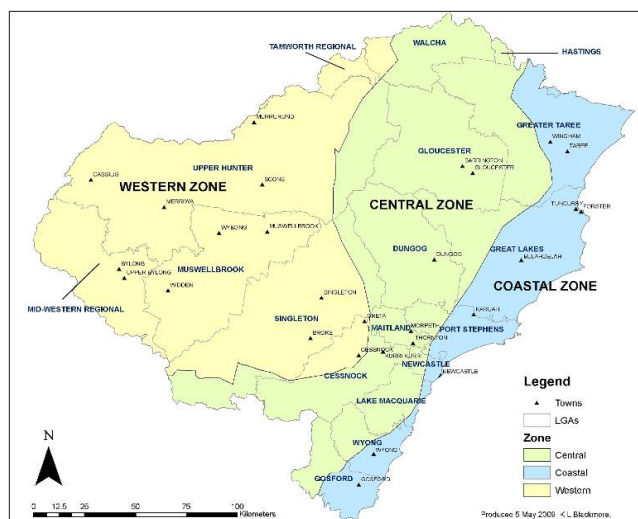 TAMWORTH REGIONAL
WALCHA
HASTINGS
MURRURUNDI
GREATER TAREE
WINGHAM
TAREE
GLOUCESTER
BARRINGTON
GLOUCESTER
UPPER HUNTER
CASSILIS
SCONE
WESTERN ZONE
MERRIWA
CENTRAL ZONE
TUNCURRY
FORSTER
WYBONG
MUSWELLBROOK
DUNGOG
DUNGOG
GREAT LAKES
BULAHDELAH
BYLONG
UPPER BYLONG
MUSWELLBROOK
COASTAL ZONE
WIDDEN
MID-WESTERN REGIONAL
SINGLETON
SINGLETON
KARUAH
GRETA
MAITLAND
MORPETH
PORT STEPHENS
BROKE
THORNTON
CESSNOCK
KURRI KURRI
NEWCASTLE
CESSNOCK
NEWCASTLE
LAKE MACQUARIE
WYONG
WYONG
GOSFORD
GOSFORD
Legend
Towns
LGAs
Zone
Central
Coastal
Western
N
0 12.5 25 50 75 100
Kilometers
Produced 5 May 2009 K L Blackmore.